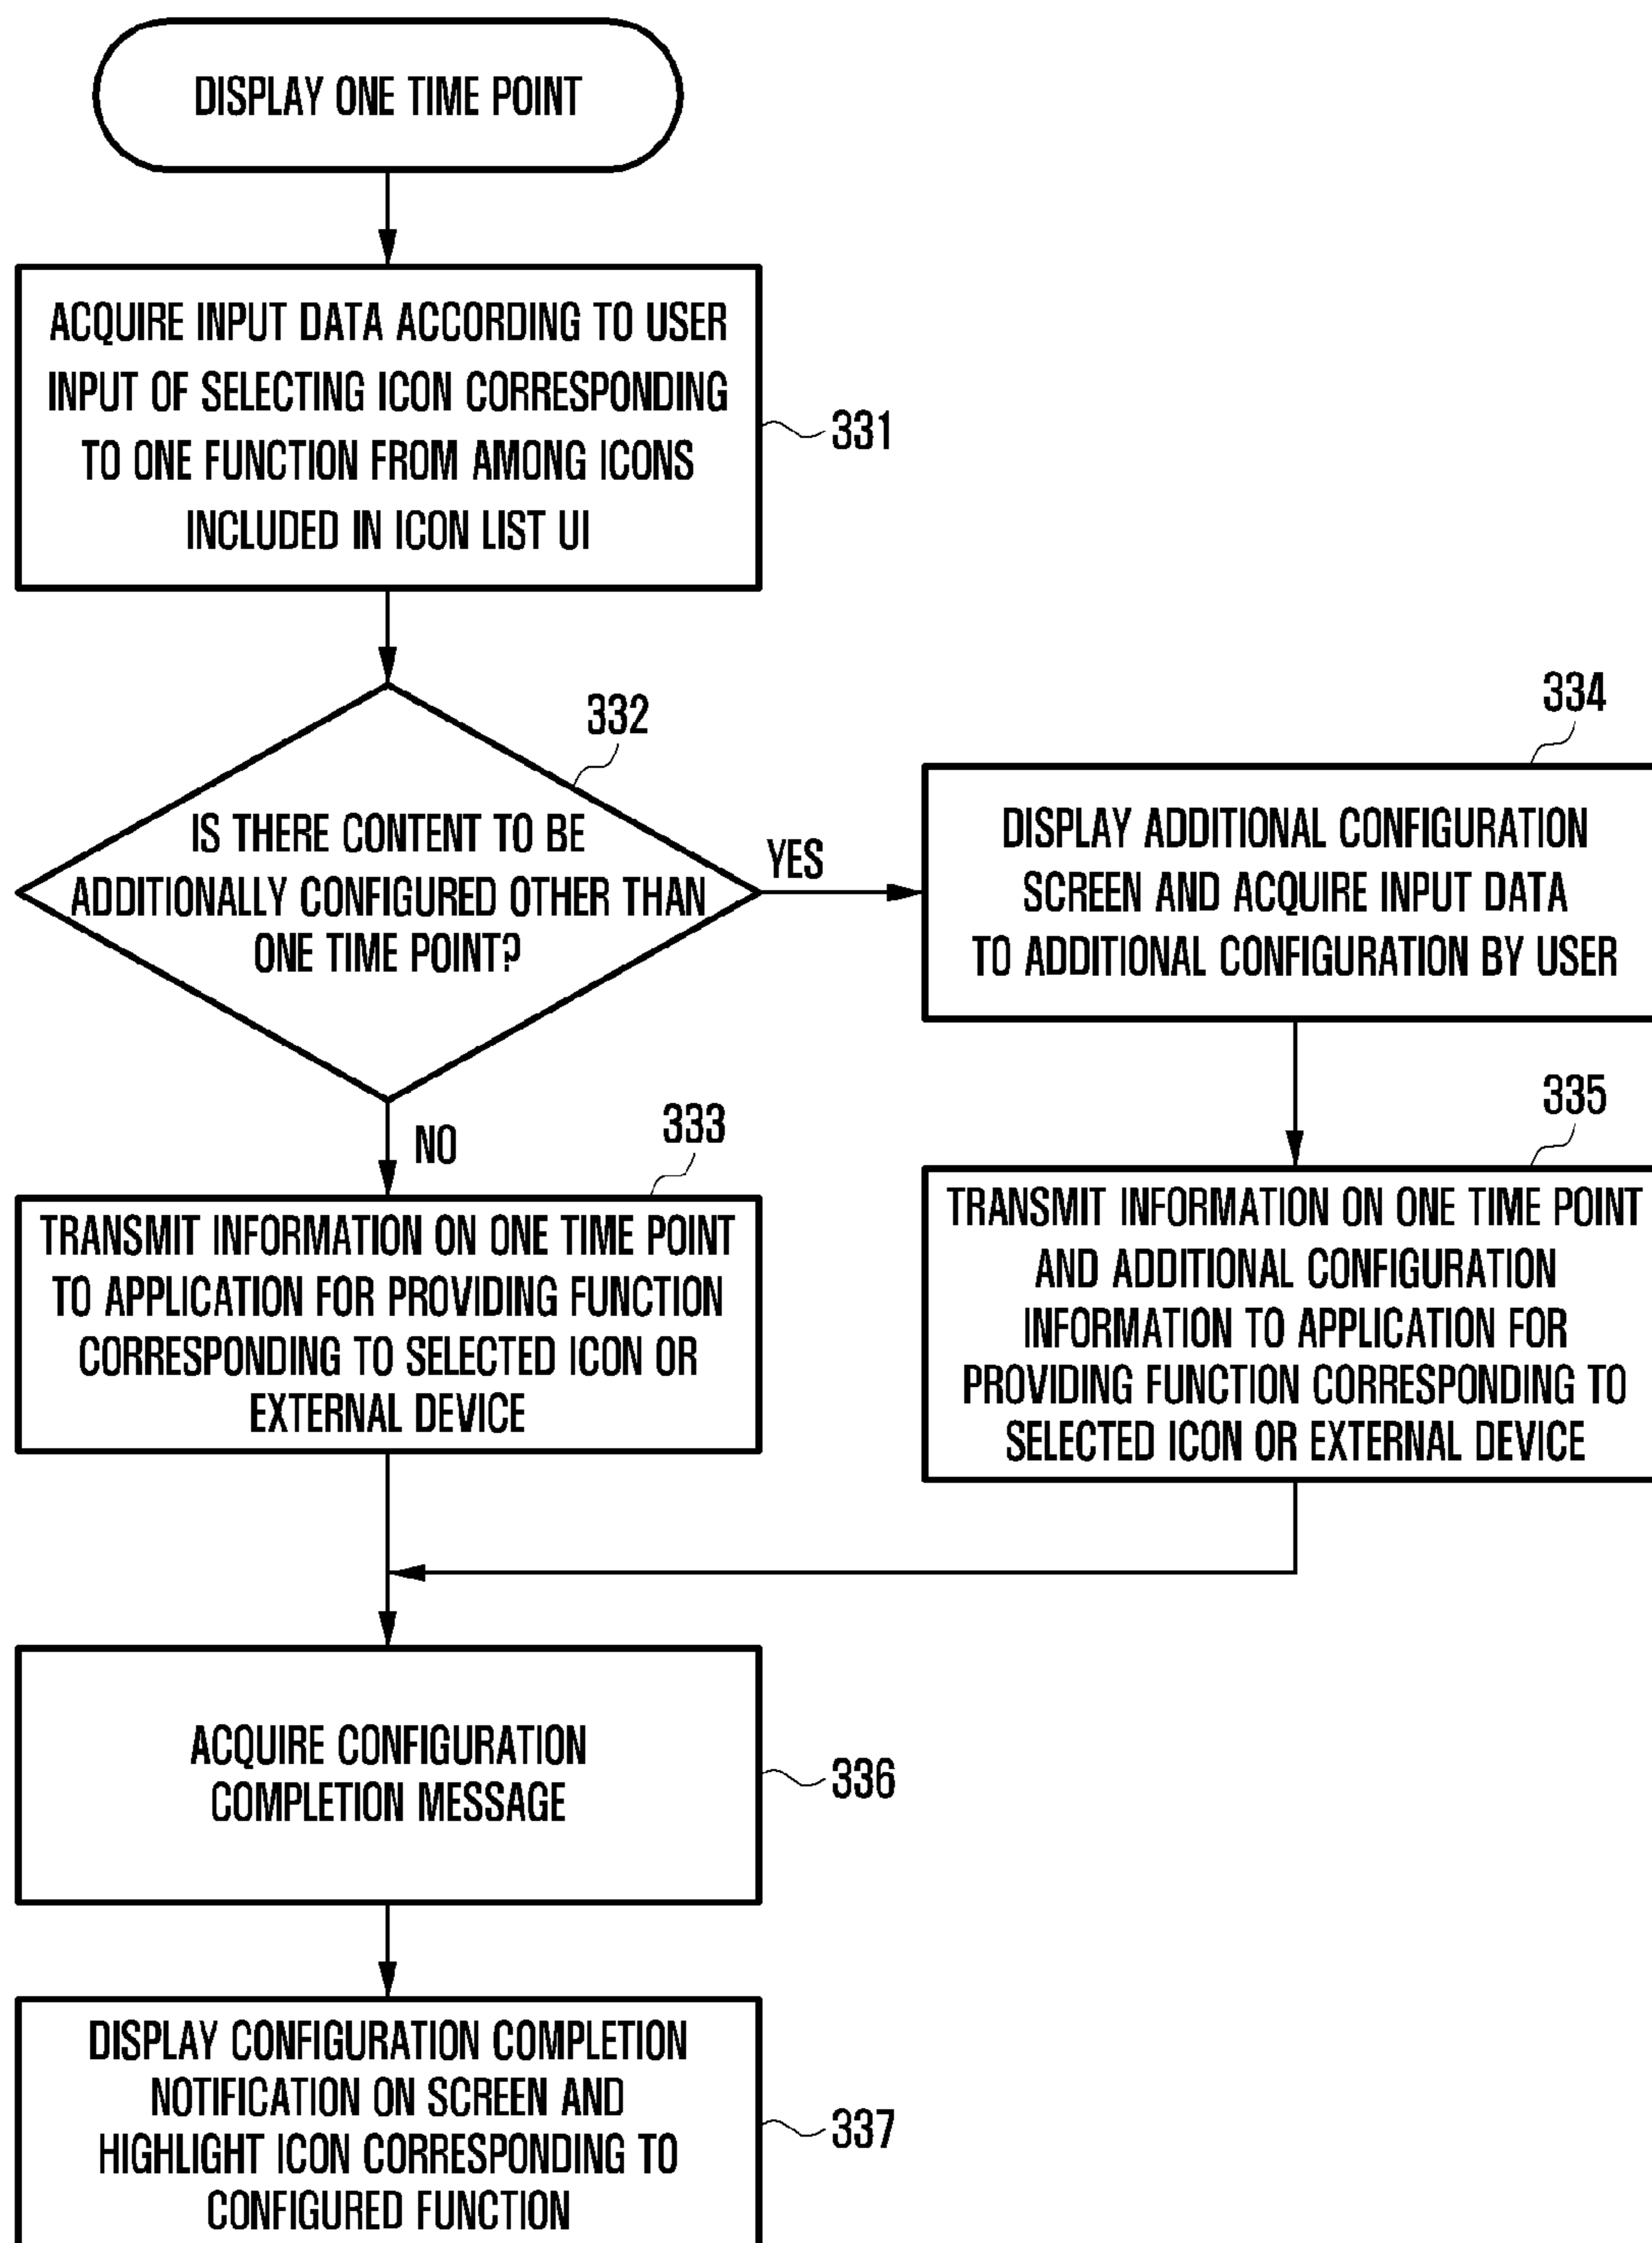 DISPLAY ONE TIME POINT
ACQUIRE INPUT DATA ACCORDING TO USER
INPUT OF SELECTING ICON CORRESPONDING
TO ONE FUNCTION FROM AMONG ICONS
INCLUDED IN ICON LIST UI
331
332
IS THERE CONTENT TO BE
ADDITIONALLY CONFIGURED OTHER THAN
ONE TIME POINT?
YES
NO
334
DISPLAY ADDITIONAL CONFIGURATION
SCREEN AND ACQUIRE INPUT DATA
TO ADDITIONAL CONFIGURATION BY USER
333
TRANSMIT INFORMATION ON ONE TIME POINT
TO APPLICATION FOR PROVIDING FUNCTION
CORRESPONDING TO SELECTED ICON OR
EXTERNAL DEVICE
335
TRANSMIT INFORMATION ON ONE TIME POINT
AND ADDITIONAL CONFIGURATION
INFORMATION TO APPLICATION FOR
PROVIDING FUNCTION CORRESPONDING TO
SELECTED ICON OR EXTERNAL DEVICE
ACQUIRE CONFIGURATION
COMPLETION MESSAGE
336
DISPLAY CONFIGURATION COMPLETION
NOTIFICATION ON SCREEN AND
HIGHLIGHT ICON CORRESPONDING TO
CONFIGURED FUNCTION
337